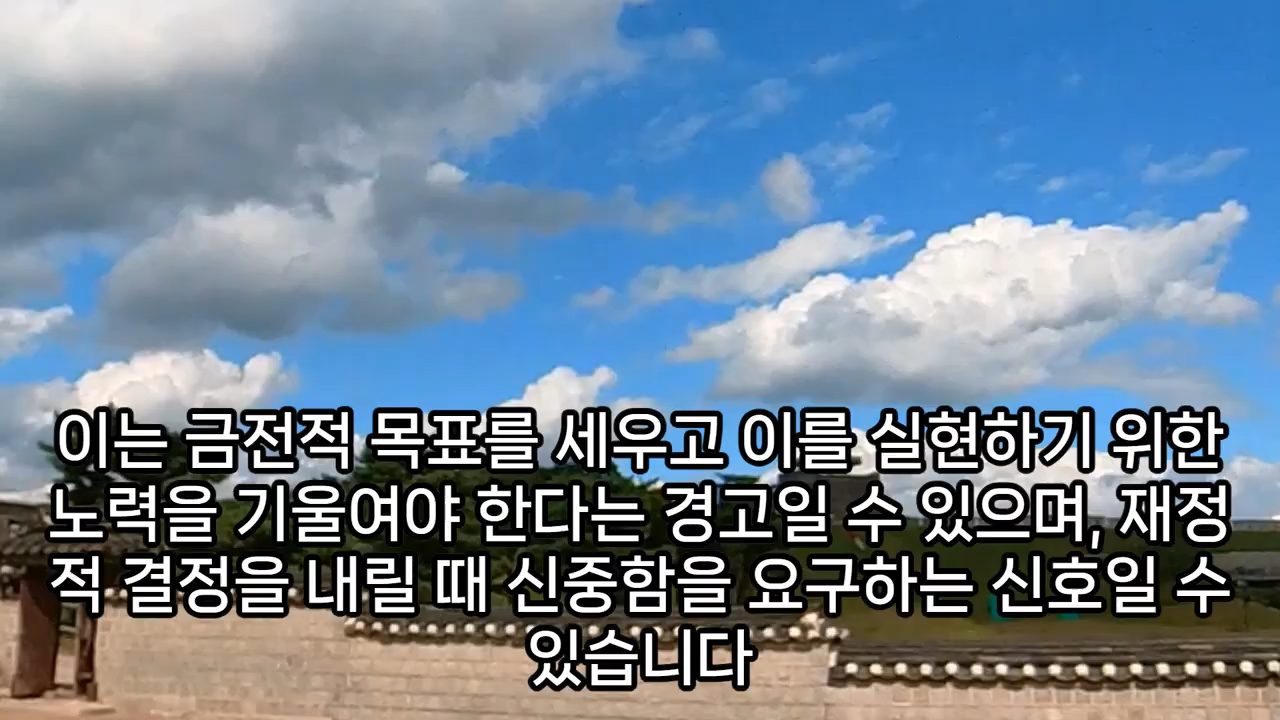 이는 금전적 목표를 세우고 이를 실현하기 위한
노력을 기울여야 한다는 경고일 수 있으며, 재정
적 결정을 내릴 때 신중함을 요구하는 신호일 수
있습니다